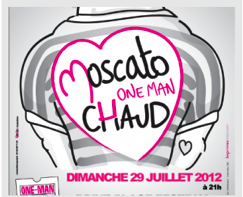 Moscato
ONE MAN
CHAUD
DIMANCHE 29 JUILLET 2012
à 21h
ONE-MAN